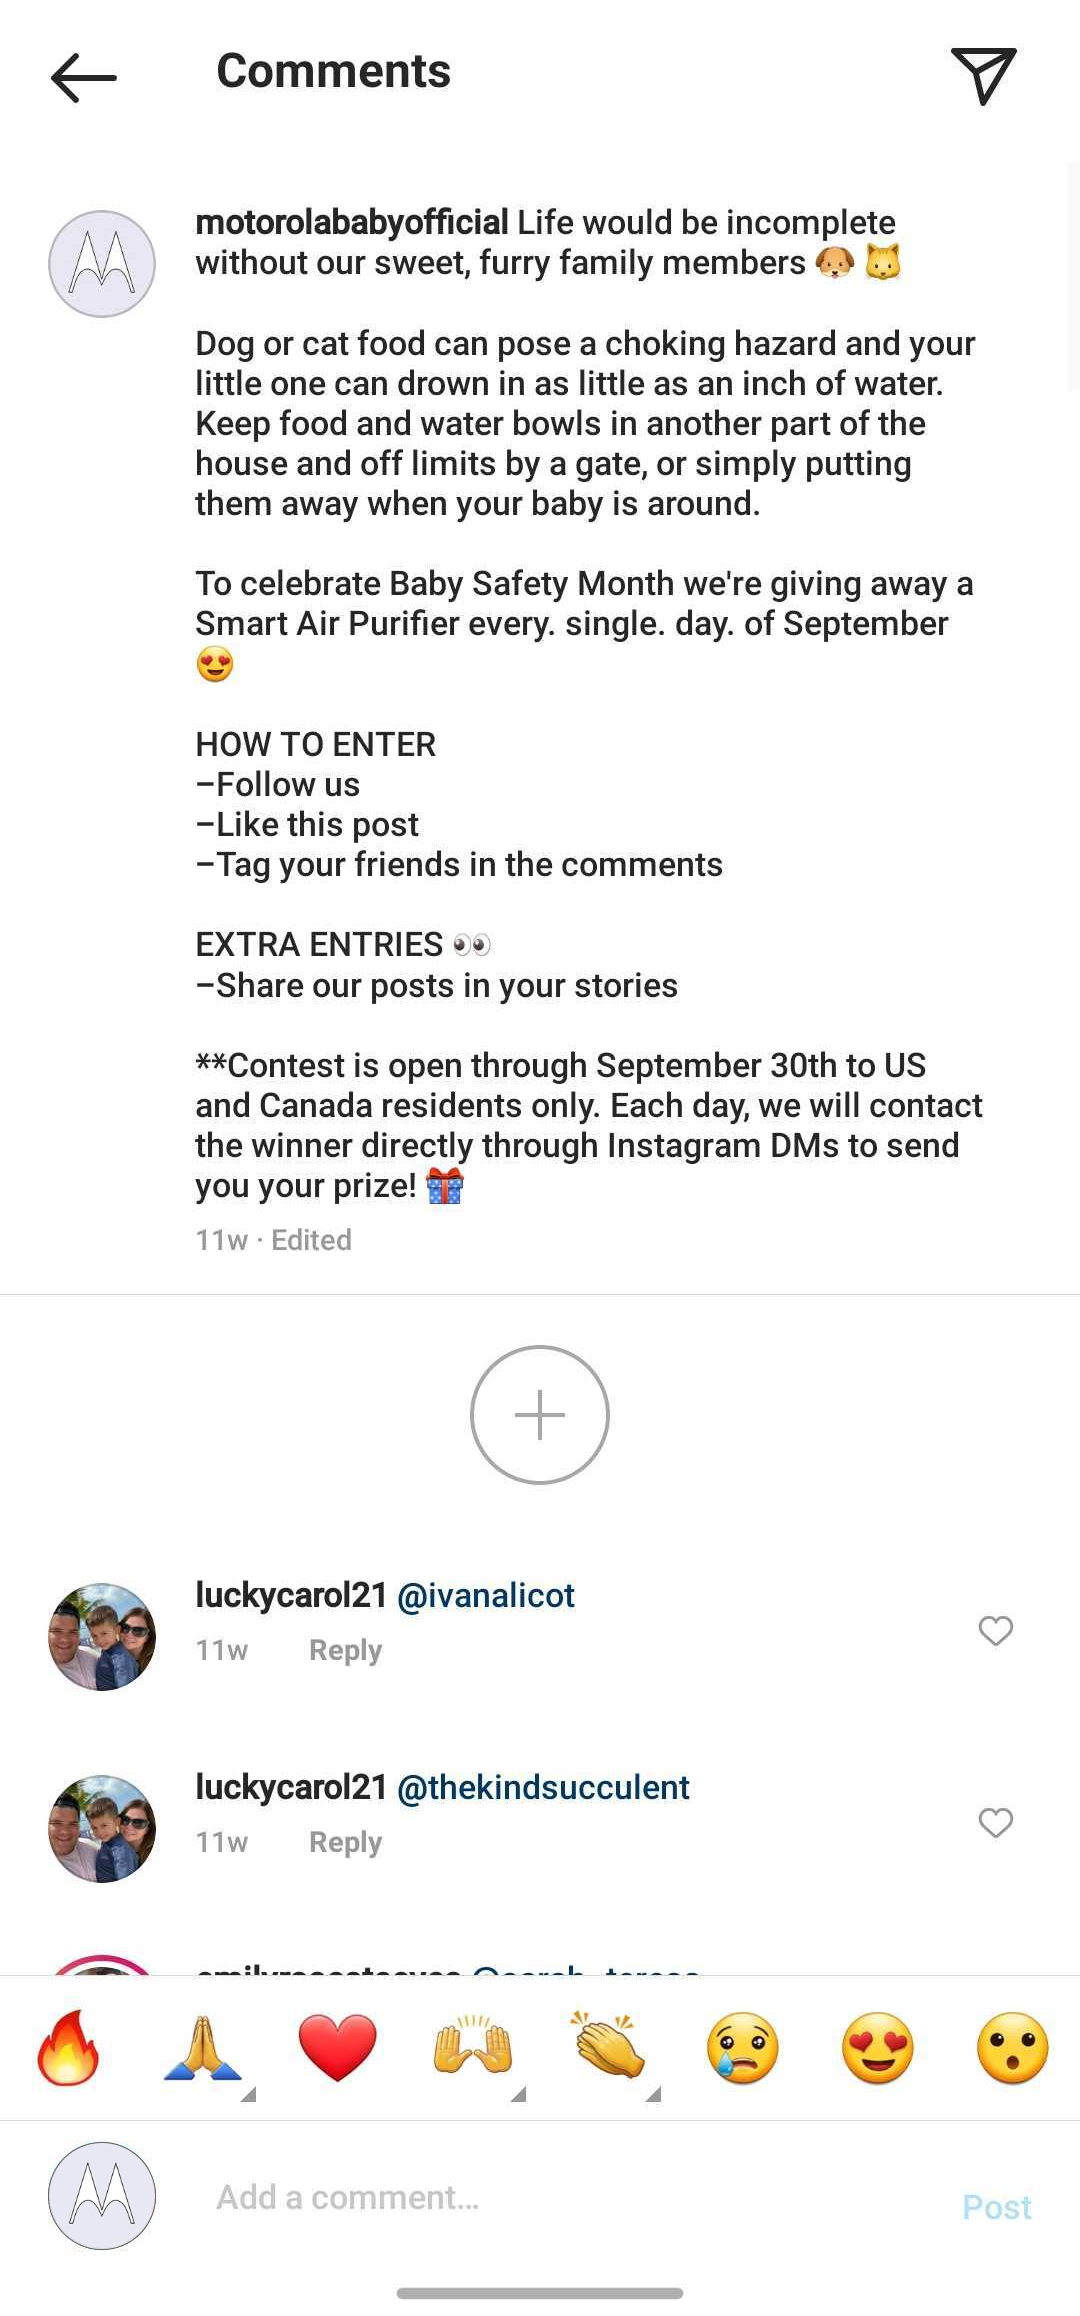 Comments
motorolababyofficial Life would be incomplete
without our sweet, furry family members 🐶 🐱
Dog or cat food can pose a choking hazard and your
little one can drown in as little as an inch of water.
Keep food and water bowls in another part of the
house and off limits by a gate, or simply putting
them away when your baby is around.
To celebrate Baby Safety Month we're giving away a
Smart Air Purifier every. single. day. of September
😍
HOW TO ENTER
–Follow us
–Like this post
–Tag your friends in the comments
EXTRA ENTRIES 👀
–Share our posts in your stories
**Contest is open through September 30th to US
and Canada residents only. Each day, we will contact
the winner directly through Instagram DMs to send
you your prize! 🎁
11w · Edited
luckycarol21 @ivanalicot
11w Reply
luckycarol21 @thekindsucculent
11w Reply
Add a comment...
Post